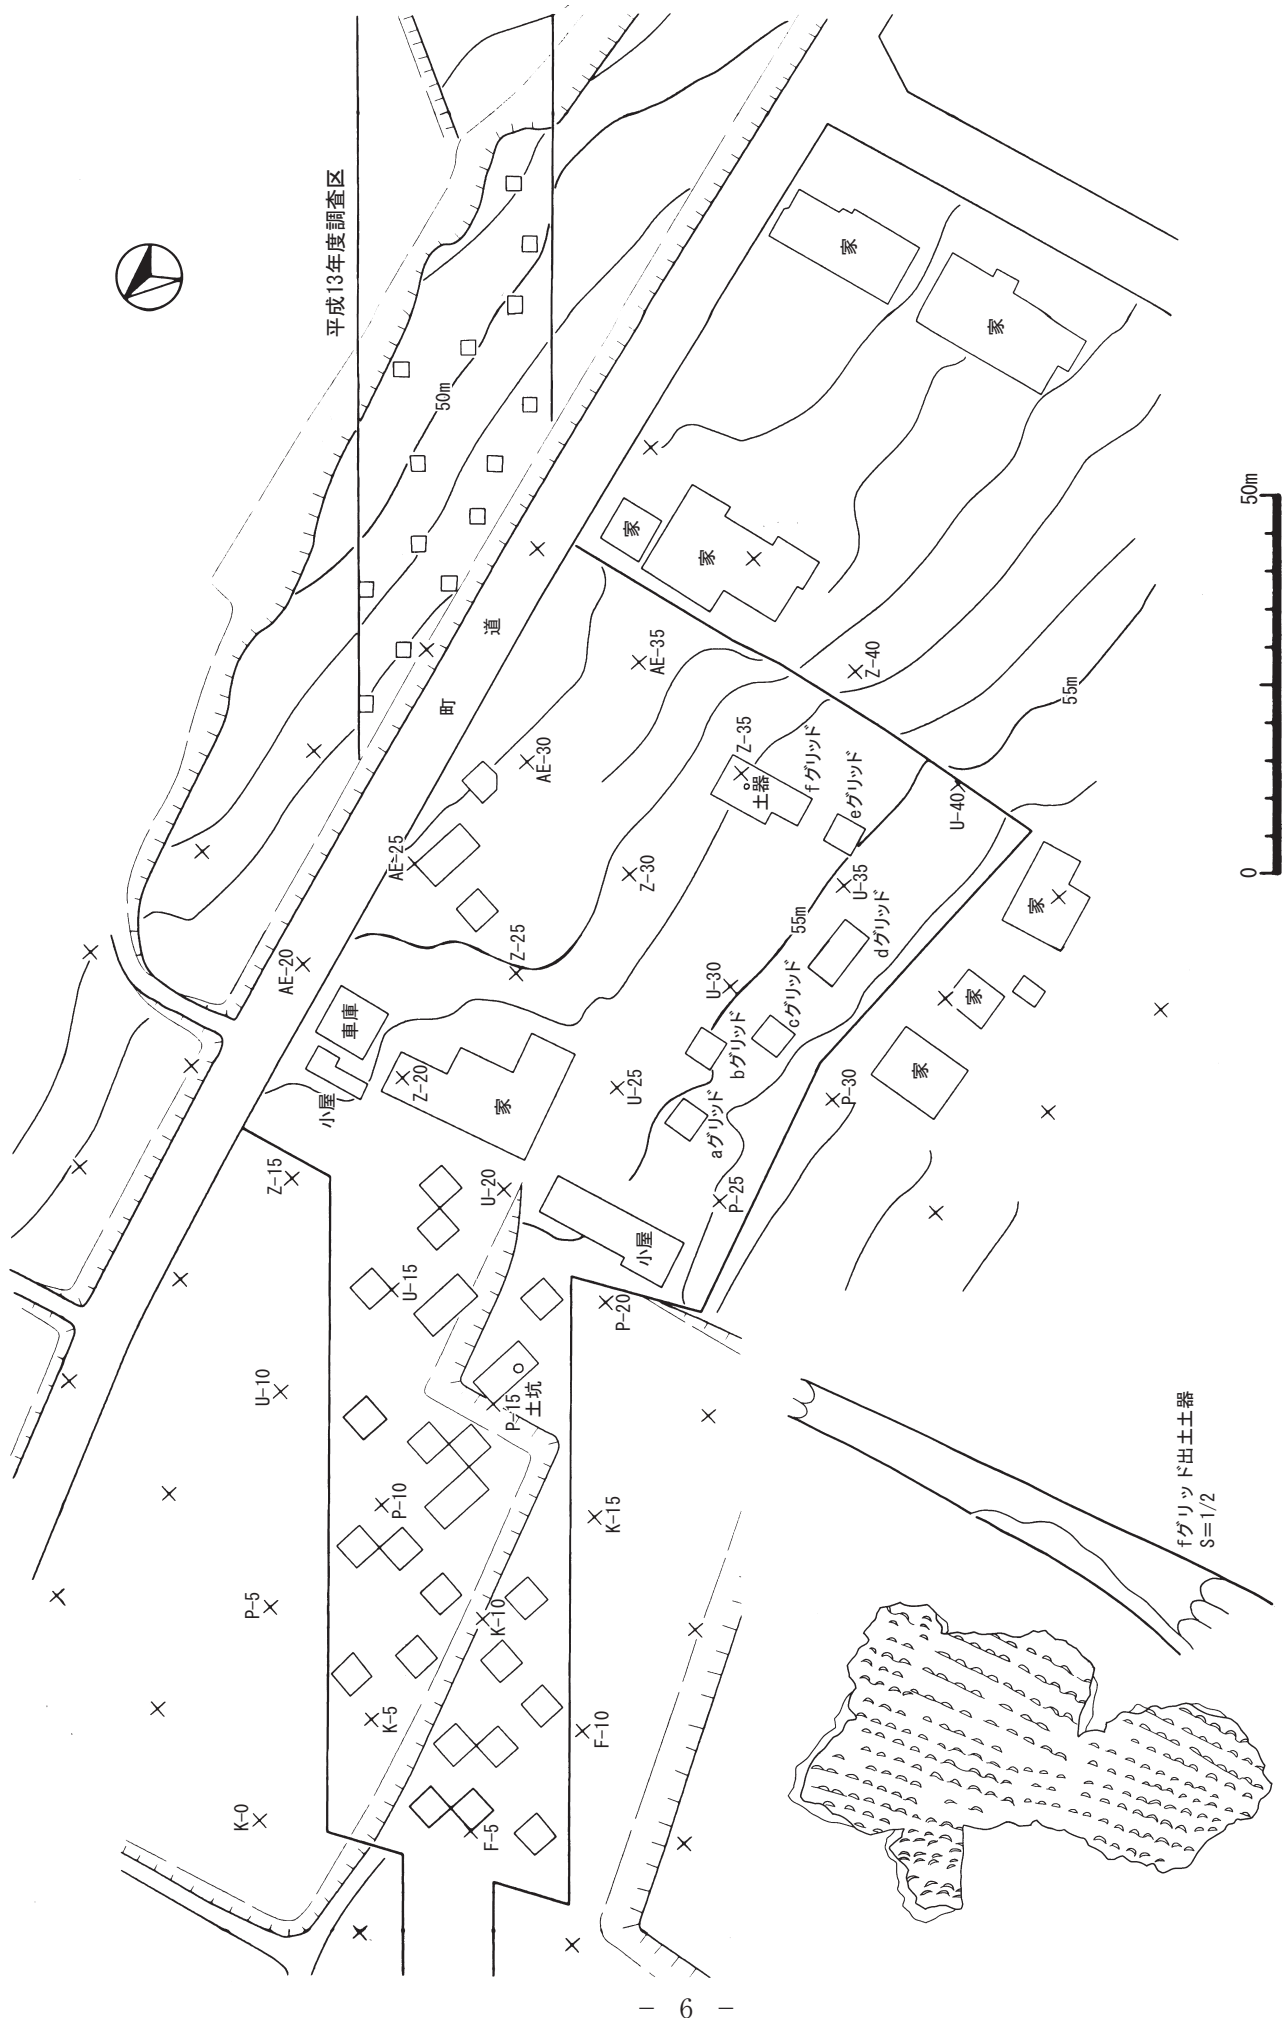 平成13年度調査区
50m
家
家
家
家
町
道
AE-35
Z-40
55m
50m
0
AE-30
Z-35
土器
fグリッド
eグリッド
U-40
AE-25
Z-30
U-35
dグリッド
55m
家
AE-20
Z-25
U-30
cグリッド
bグリッド
家
家
車庫
小屋
Z-20
家
U-25
aグリッド
P-30
Z-15
U-20
小屋
P-25
U-15
P-20
U-10
P-15
土坑
P-10
K-15
P-5
K-10
K-5
F-10
K-0
F-5
fグリッド出土土器
S=1/2
- 6 -